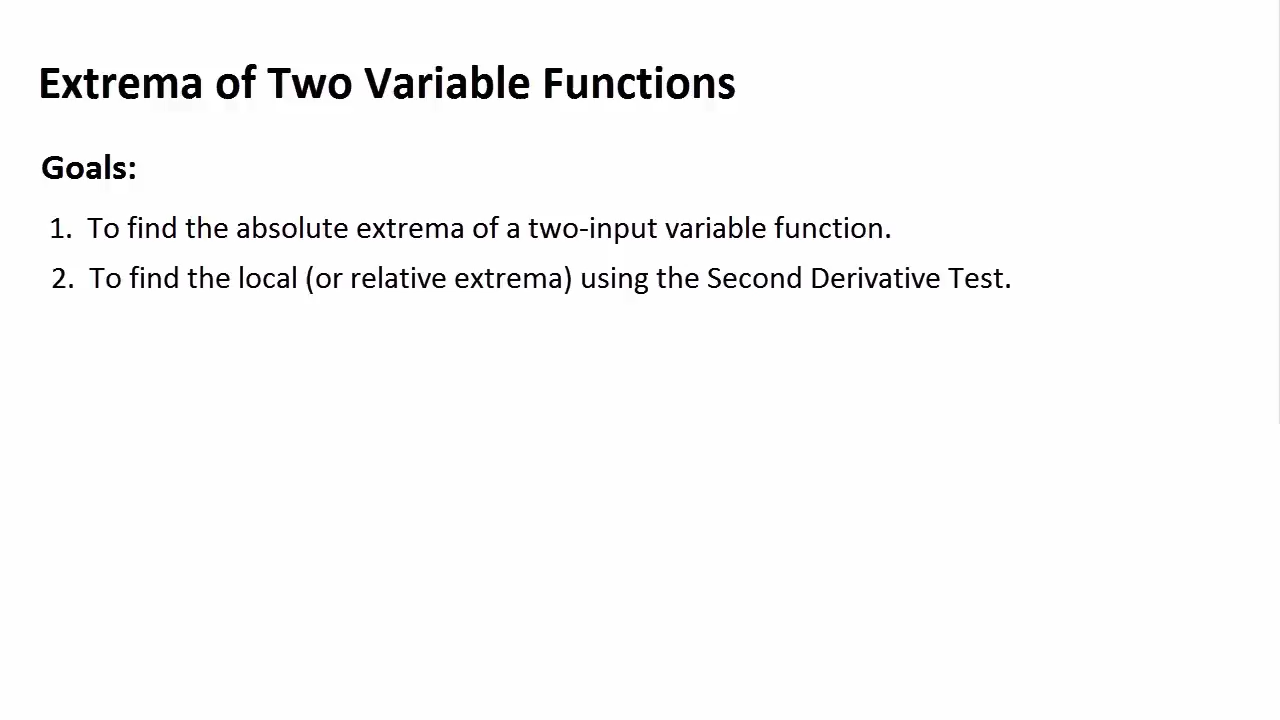 Extrema of Two Variable Functions
Goals:
1. To find the absolute extrema of a two-input variable function.
2. To find the local (or relative extrema) using the Second Derivative Test.